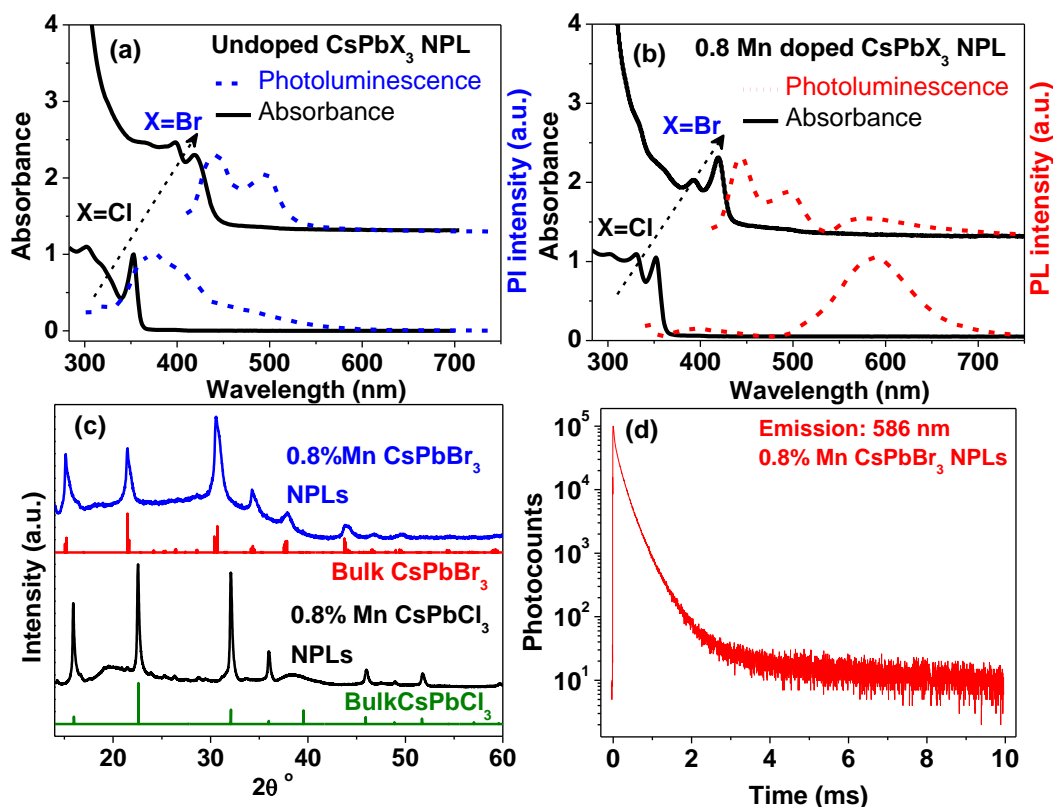 (a)
Undoped CsPbX3 NPL
Photoluminescence
Absorbance
X=Br
X=Cl
4
3
2
1
0
Absorbance
PI intensity (a.u.)
300 400 500 600 700
Wavelength (nm)
(b)
0.8 Mn doped CsPbX3 NPL
Photoluminescence
Absorbance
X=Br
X=Cl
4
3
2
1
0
Absorbance
PL intensity (a.u.)
300 400 500 600 700
Wavelength (nm)
(c)
0.8%Mn CsPbBr3
NPLs
Bulk CsPbBr3
0.8% Mn CsPbCl3
NPLs
BulkCsPbCl3
Intensity (a.u.)
20 30 40 50 60
2θ °
(d)
Emission: 586 nm
0.8% Mn CsPbBr3 NPLs
10^5
10^4
10^3
10^2
10^1
Photocounts
0 2 4 6 8 10
Time (ms)